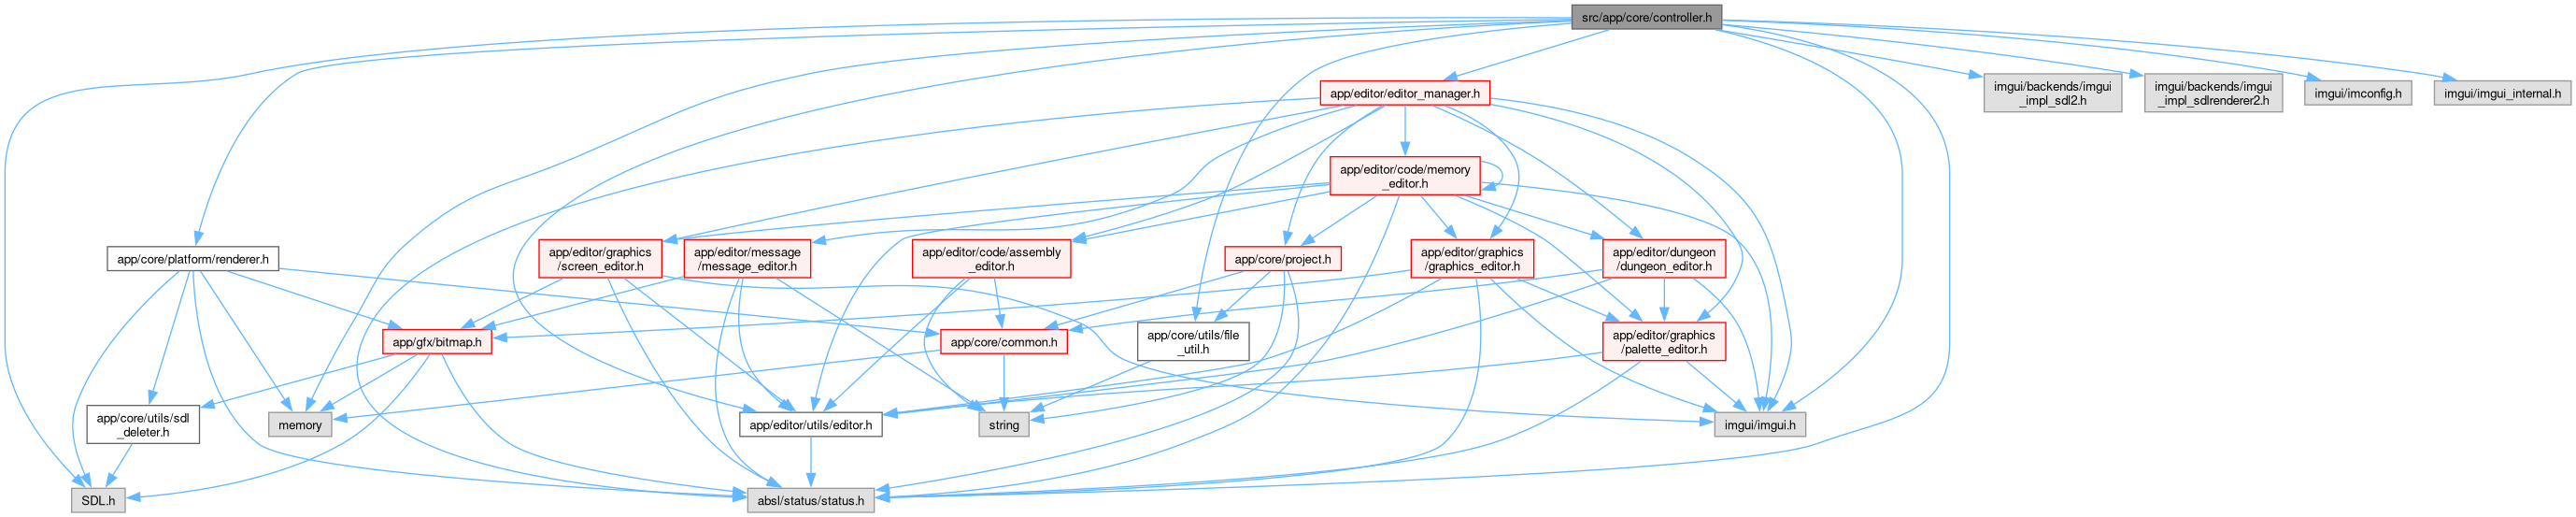 src/app/core/controller.h
app/editor/editor_manager.h
imgui/backends/imgui
_impl_sdl2.h
imgui/backends/imgui
_impl_sdlrenderer2.h
imgui/imconfig.h
imgui/imgui_internal.h
app/editor/code/memory
_editor.h
app/core/platform/renderer.h
app/editor/graphics
/screen_editor.h
app/editor/message
/message_editor.h
app/editor/code/assembly
_editor.h
app/core/project.h
app/editor/graphics
/graphics_editor.h
app/editor/dungeon
/dungeon_editor.h
app/gfx/bitmap.h
app/core/common.h
app/core/utils/file
_util.h
app/editor/graphics
/palette_editor.h
app/core/utils/sdl
_deleter.h
memory
app/editor/utils/editor.h
string
imgui/imgui.h
SDL.h
absl/status/status.h